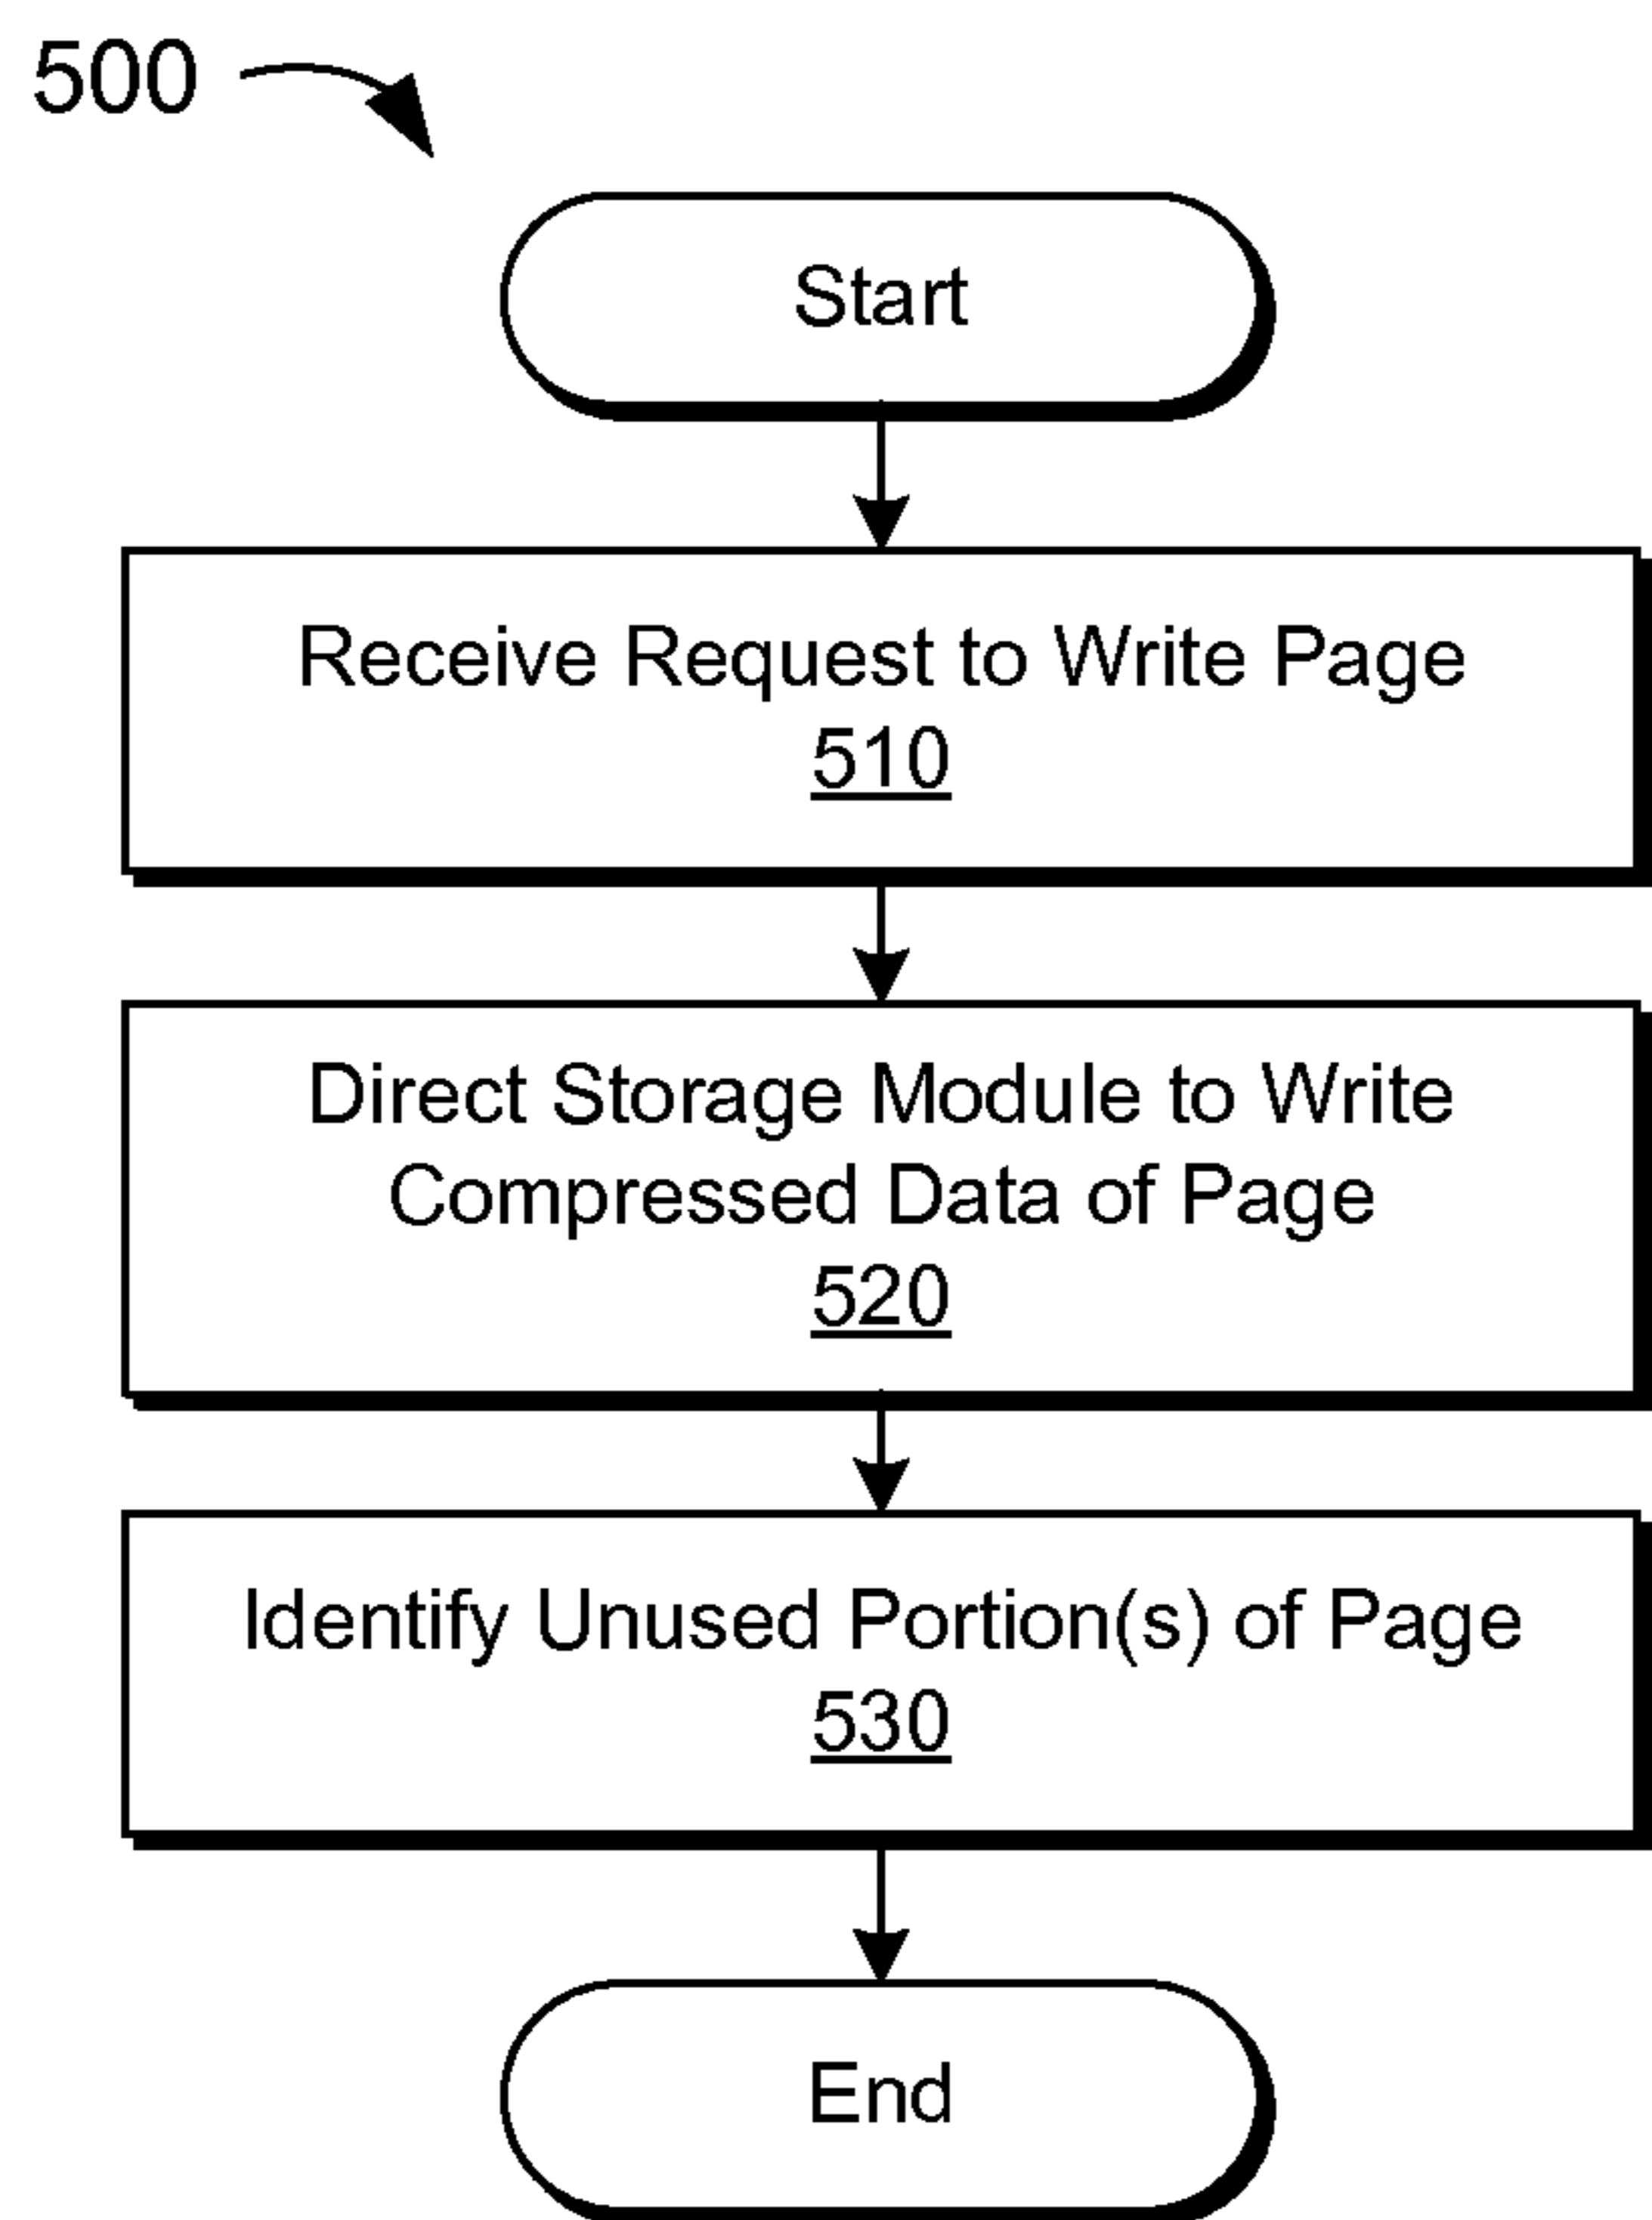 500
Start
Receive Request to Write Page
510
Direct Storage Module to Write
Compressed Data of Page
520
Identify Unused Portion(s) of Page
530
End